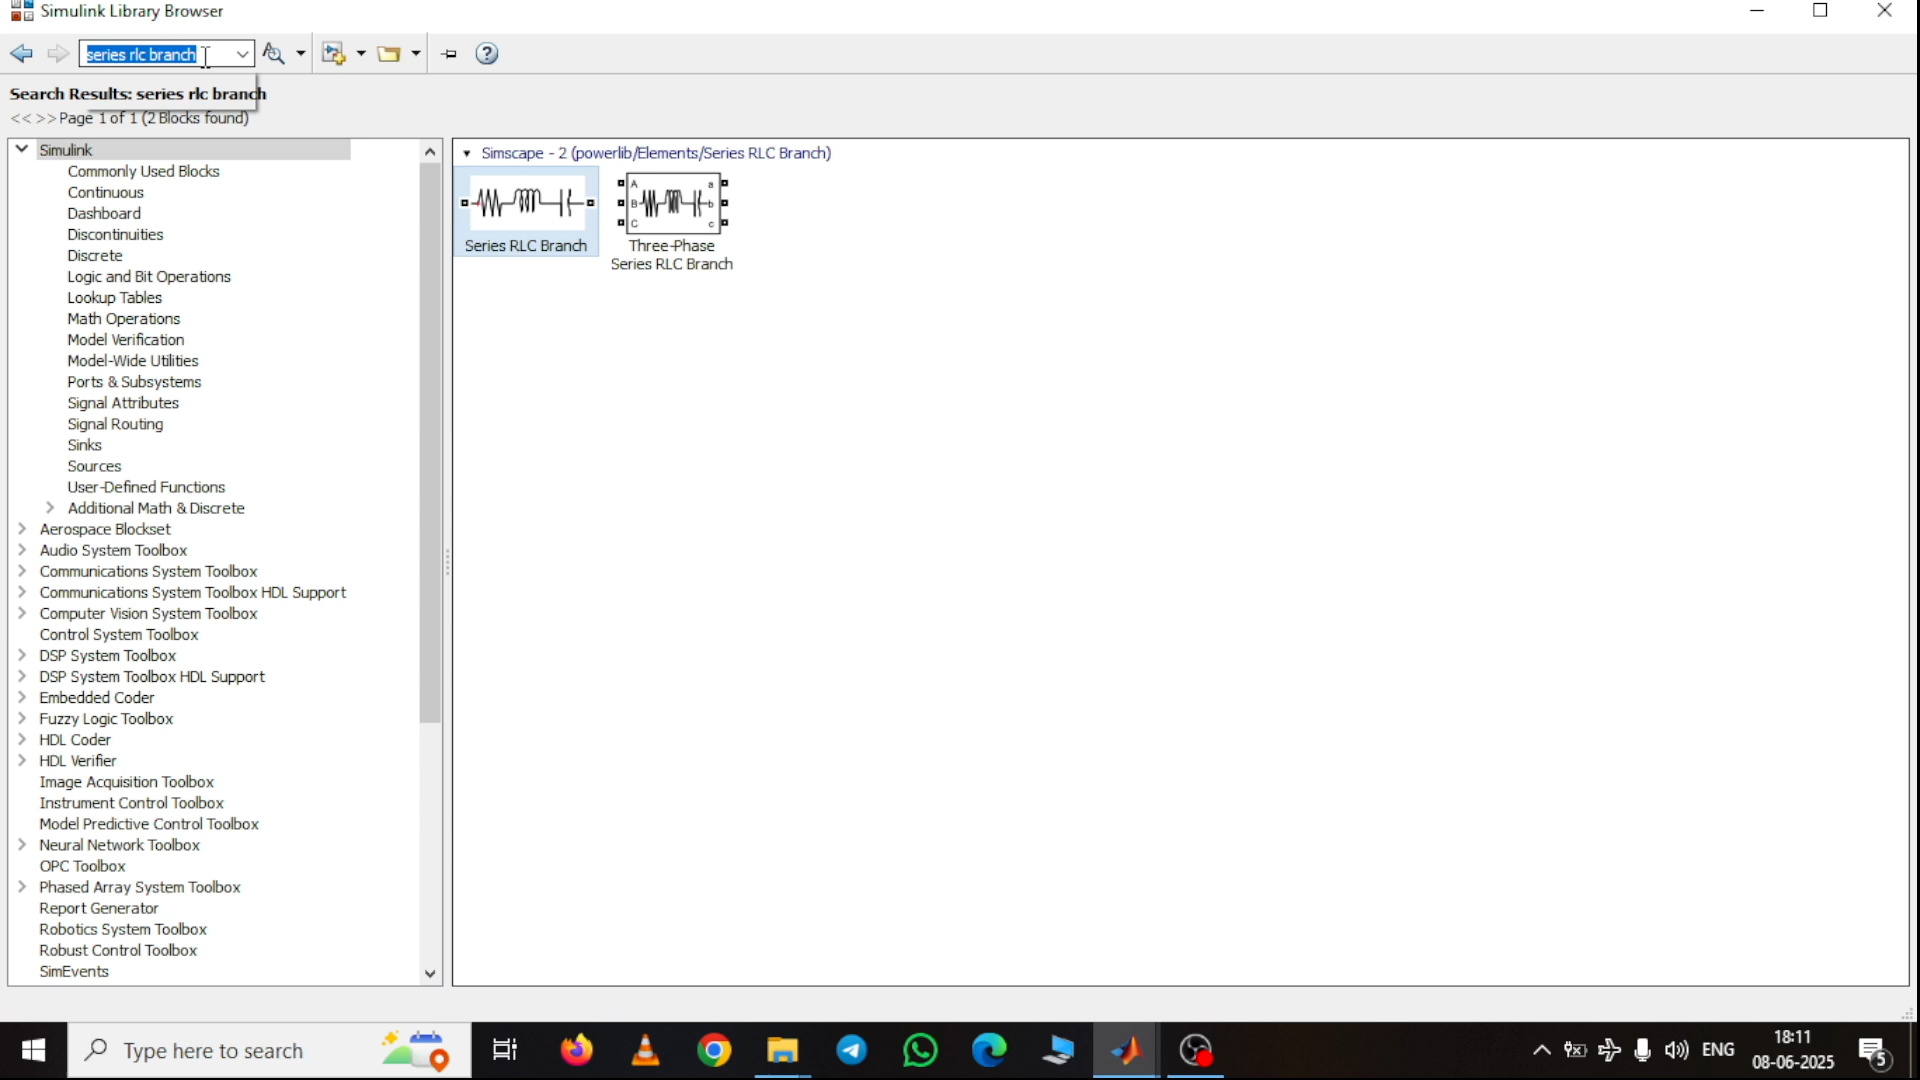 Simulink Library Browser
series rlc branch
Search Results: series rlc branch
<< >> Page 1 of 1 (2 Blocks found)
Simulink
Commonly Used Blocks
Continuous
Dashboard
Discontinuities
Discrete
Logic and Bit Operations
Lookup Tables
Math Operations
Model Verification
Model-Wide Utilities
Ports & Subsystems
Signal Attributes
Signal Routing
Sinks
Sources
User-Defined Functions
Additional Math & Discrete
Aerospace Blockset
Audio System Toolbox
Communications System Toolbox
Communications System Toolbox HDL Support
Computer Vision System Toolbox
Control System Toolbox
DSP System Toolbox
DSP System Toolbox HDL Support
Embedded Coder
Fuzzy Logic Toolbox
HDL Coder
HDL Verifier
Image Acquisition Toolbox
Instrument Control Toolbox
Model Predictive Control Toolbox
Neural Network Toolbox
OPC Toolbox
Phased Array System Toolbox
Report Generator
Robotics System Toolbox
Robust Control Toolbox
SimEvents
Simscape - 2 (powerlib/Elements/Series RLC Branch)
A a
B b
C c
Series RLC Branch
Three-Phase
Series RLC Branch
Type here to search
ENG
18:11
08-06-2025
5